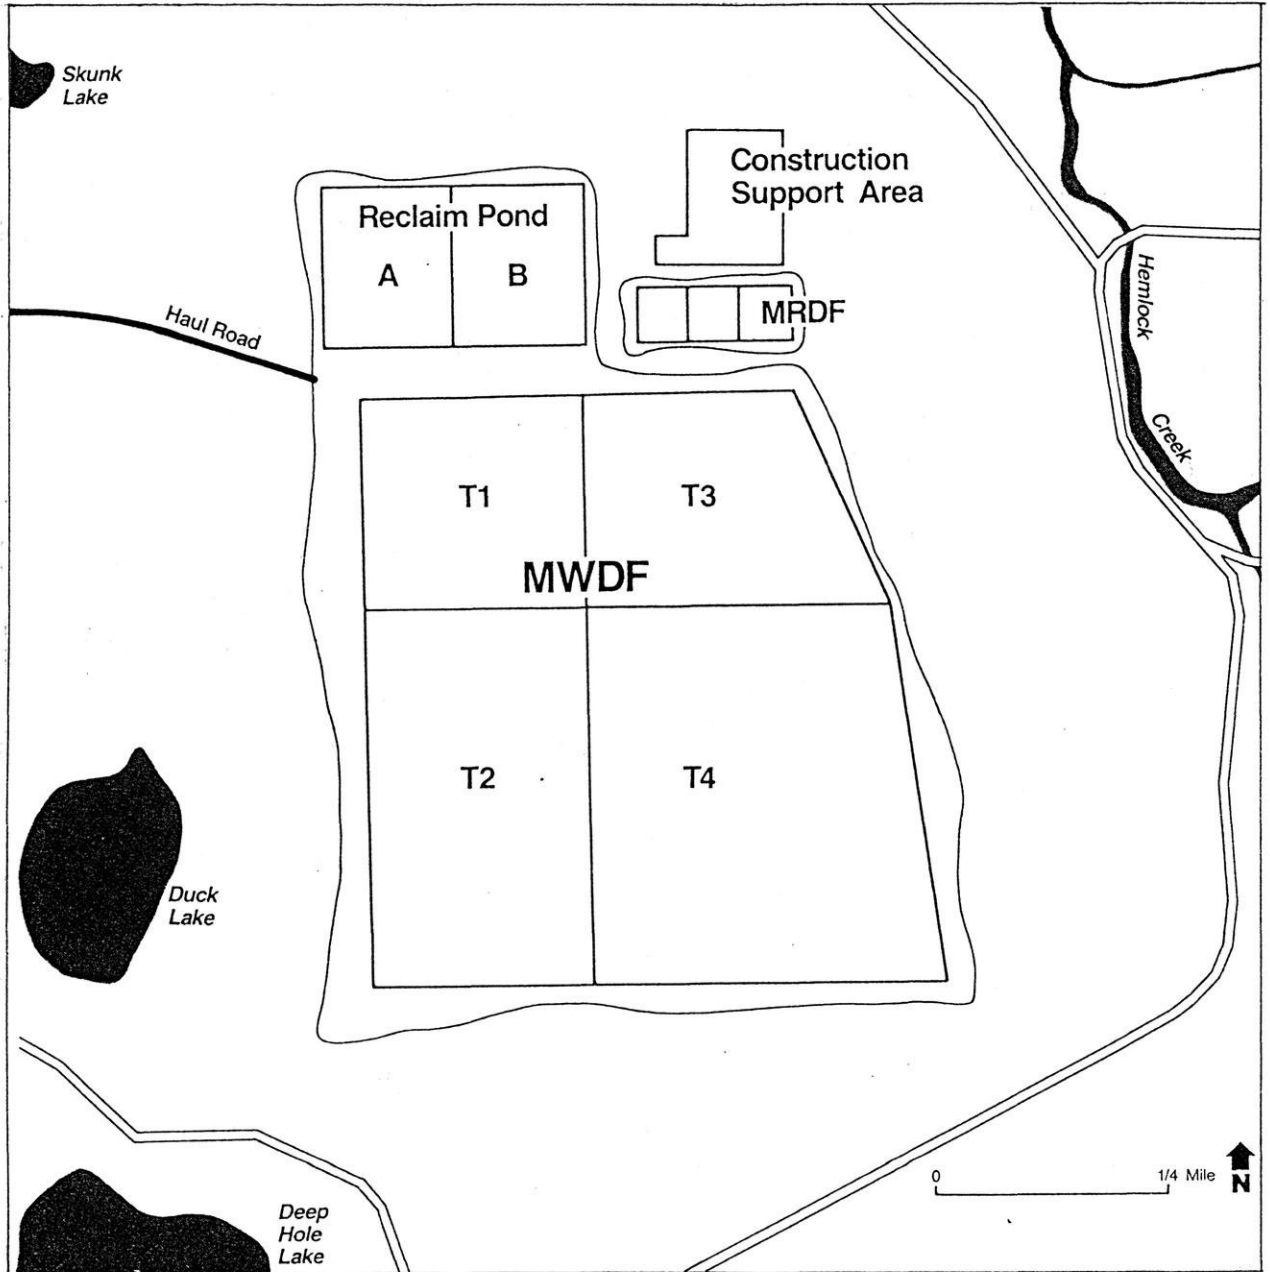 Skunk
Lake
Construction
Support Area
Reclaim Pond
A
B
Haul Road
MRDF
Hemlock
Creek
T1
T3
MWDF
T2
T4
Duck
Lake
0
1/4 Mile
N
Deep
Hole
Lake